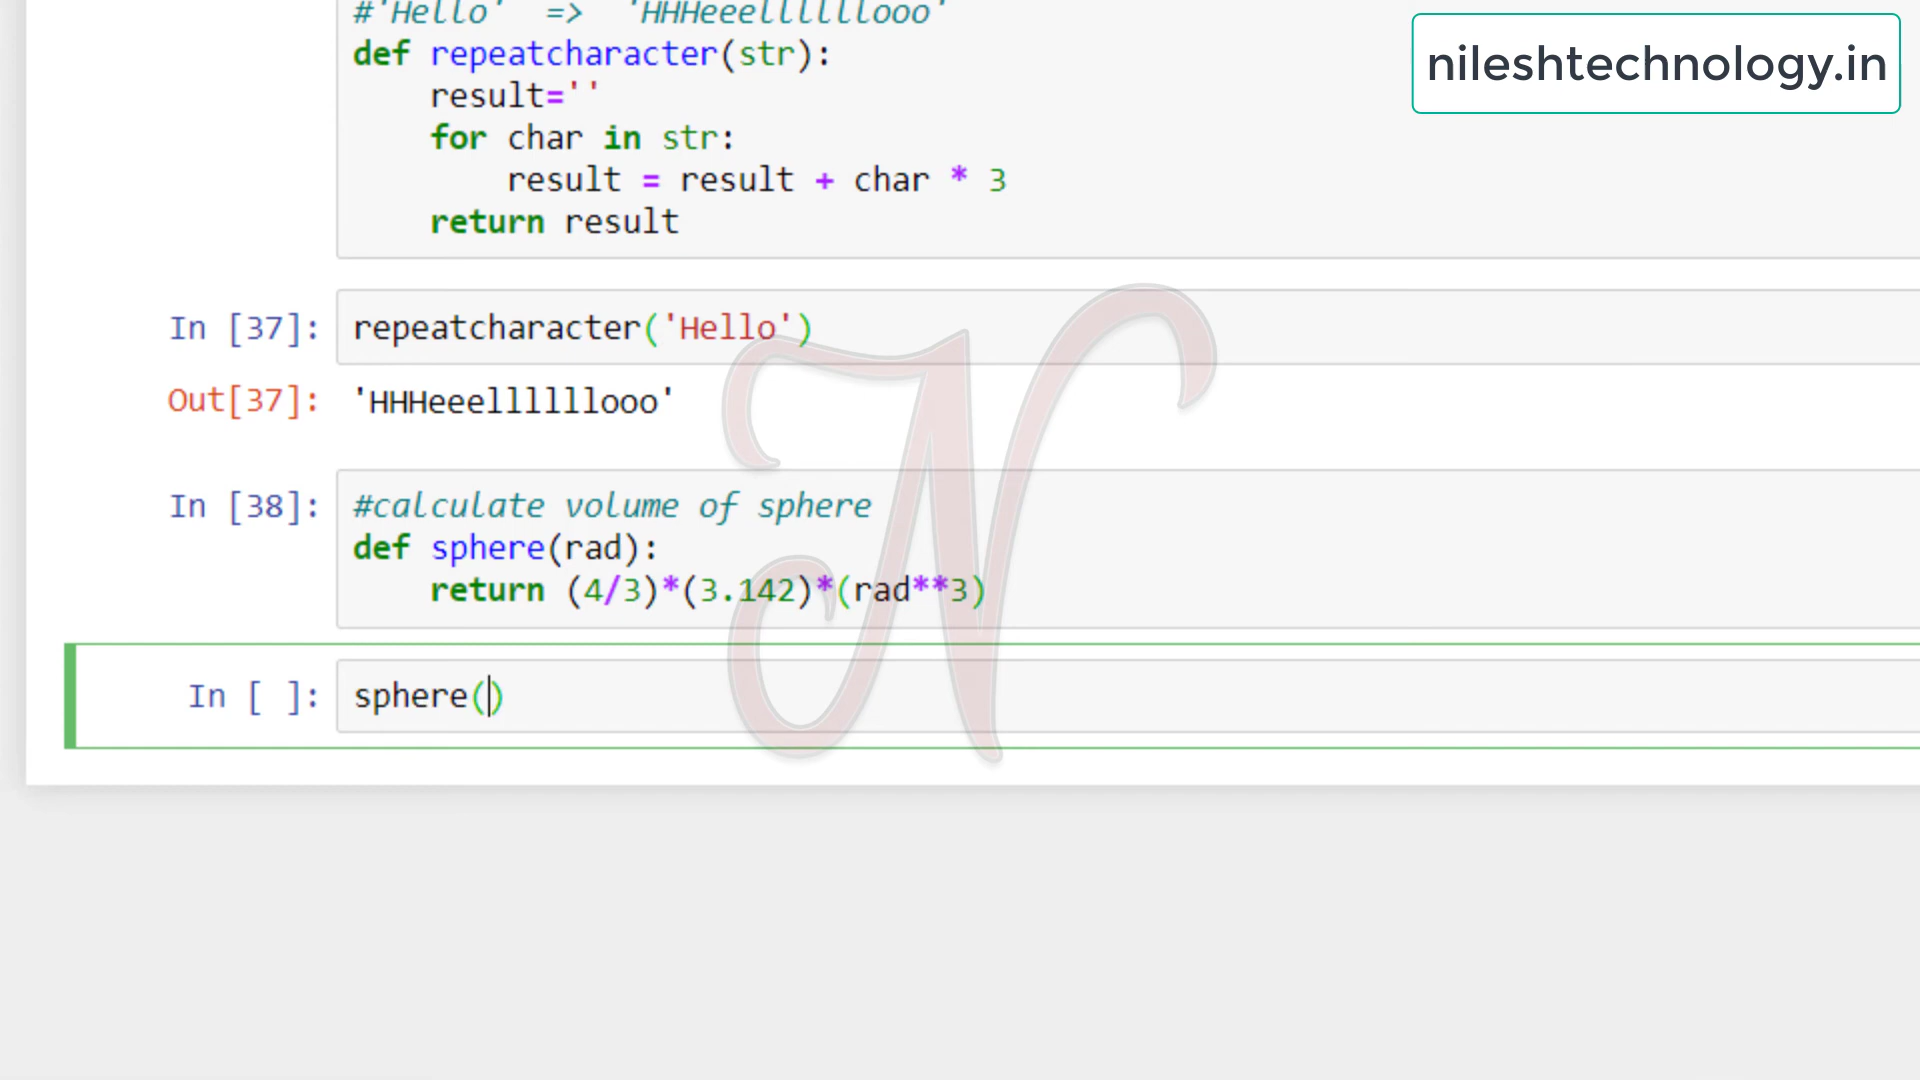 #'Hello'  =>  'HHHeeellllllooo'
def repeatcharacter(str):
    result=''
    for char in str:
        result = result + char * 3
    return result
nileshtechnology.in
In [37]: repeatcharacter('Hello')
Out[37]: 'HHHeeellllllooo'
In [38]: #calculate volume of sphere
def sphere(rad):
    return (4/3)*(3.142)*(rad**3)
In [ ]: sphere()
N